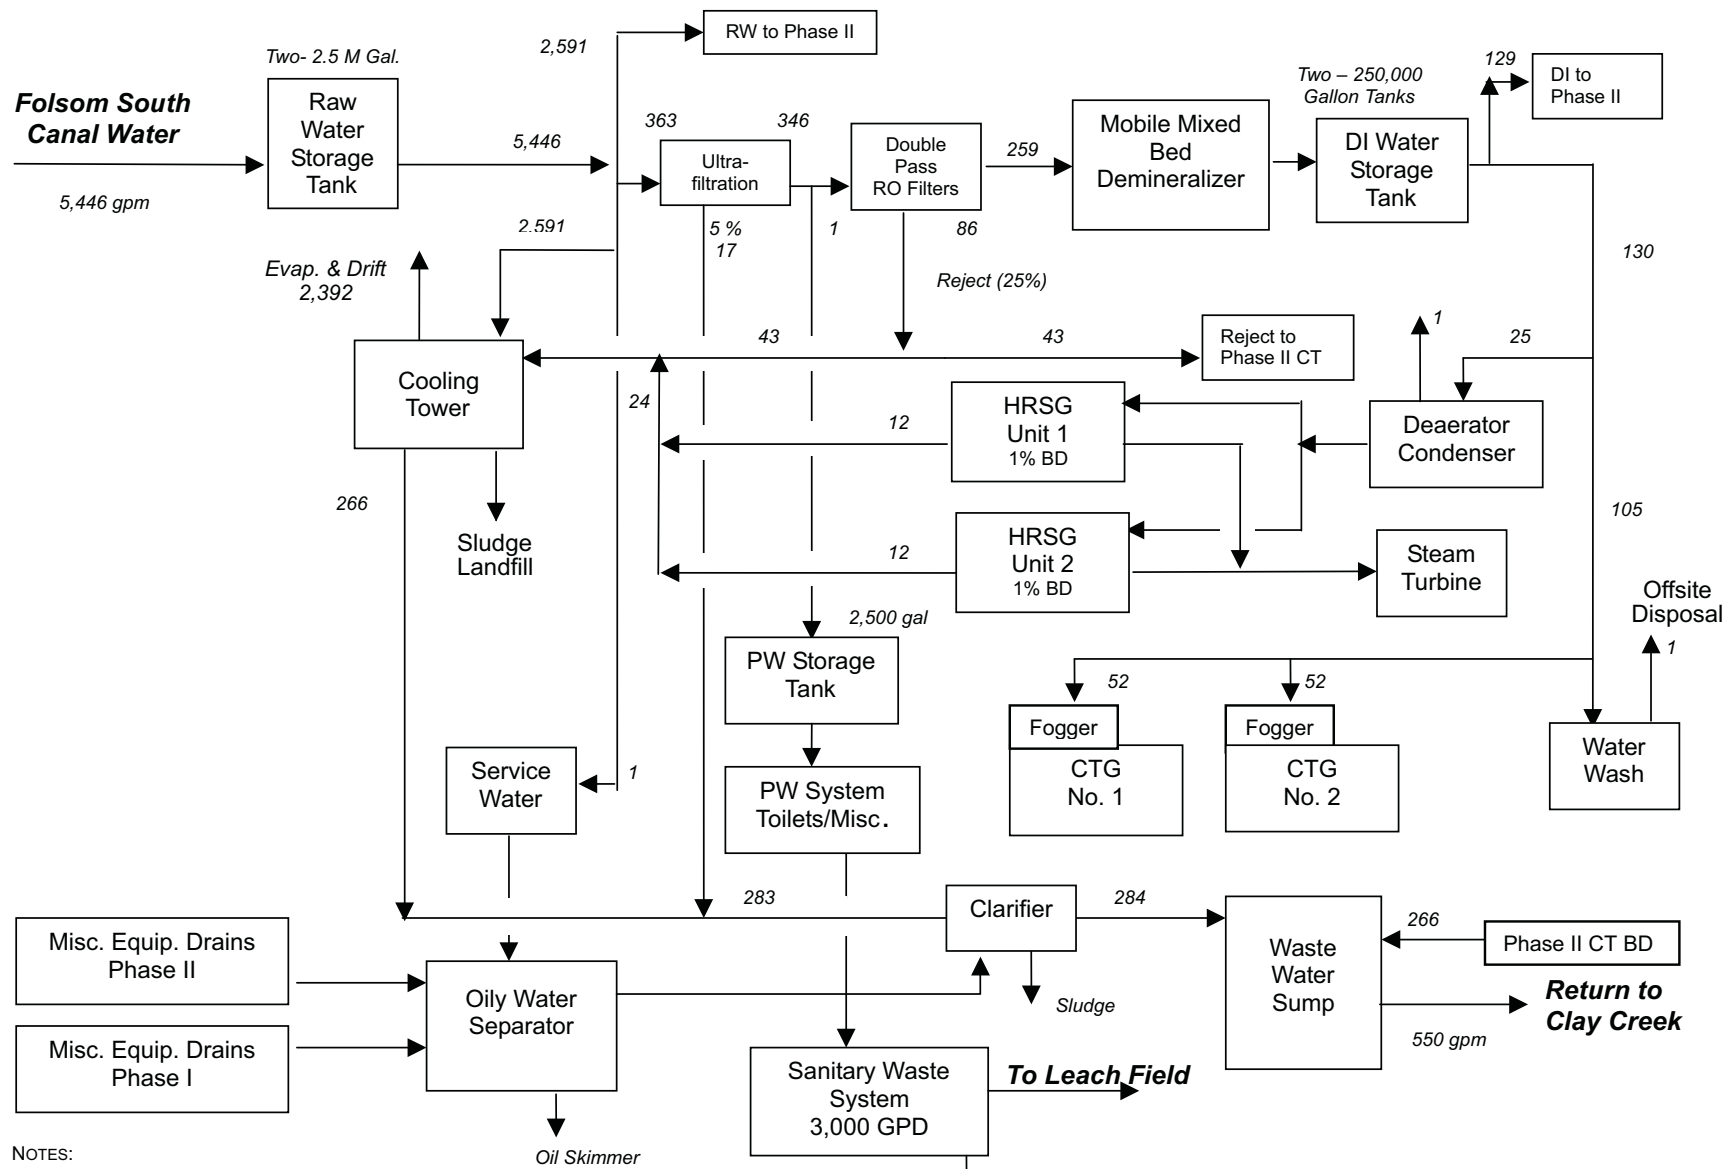 RW to Phase II
2,591
Two- 2.5 M Gal.
Folsom South
Canal Water
5,446 gpm
Raw
Water
Storage
Tank
5,446
363
346
Ultra-
filtration
5 %
17
1
Double
Pass
RO Filters
86
259
Mobile Mixed
Bed
Demineralizer
Two – 250,000
Gallon Tanks
DI Water
Storage
Tank
129
DI to
Phase II
130
2,591
Evap. & Drift
2,392
Reject (25%)
43
43
Reject to
Phase II CT
1
25
Cooling
Tower
24
12
HRSG
Unit 1
1% BD
Deaerator
Condenser
266
Sludge
Landfill
12
HRSG
Unit 2
1% BD
Steam
Turbine
105
Offsite
Disposal
1
2,500 gal
PW Storage
Tank
52
52
Fogger
CTG
No. 1
Fogger
CTG
No. 2
Water
Wash
Service
Water
1
PW System
Toilets/Misc.
283
Clarifier
284
266
Phase II CT BD
Misc. Equip. Drains
Phase II
Oily Water
Separator
Sludge
Waste
Water
Sump
Return to
Clay Creek
550 gpm
Misc. Equip. Drains
Phase I
Sanitary Waste
System
3,000 GPD
To Leach Field
Oil Skimmer
NOTES: